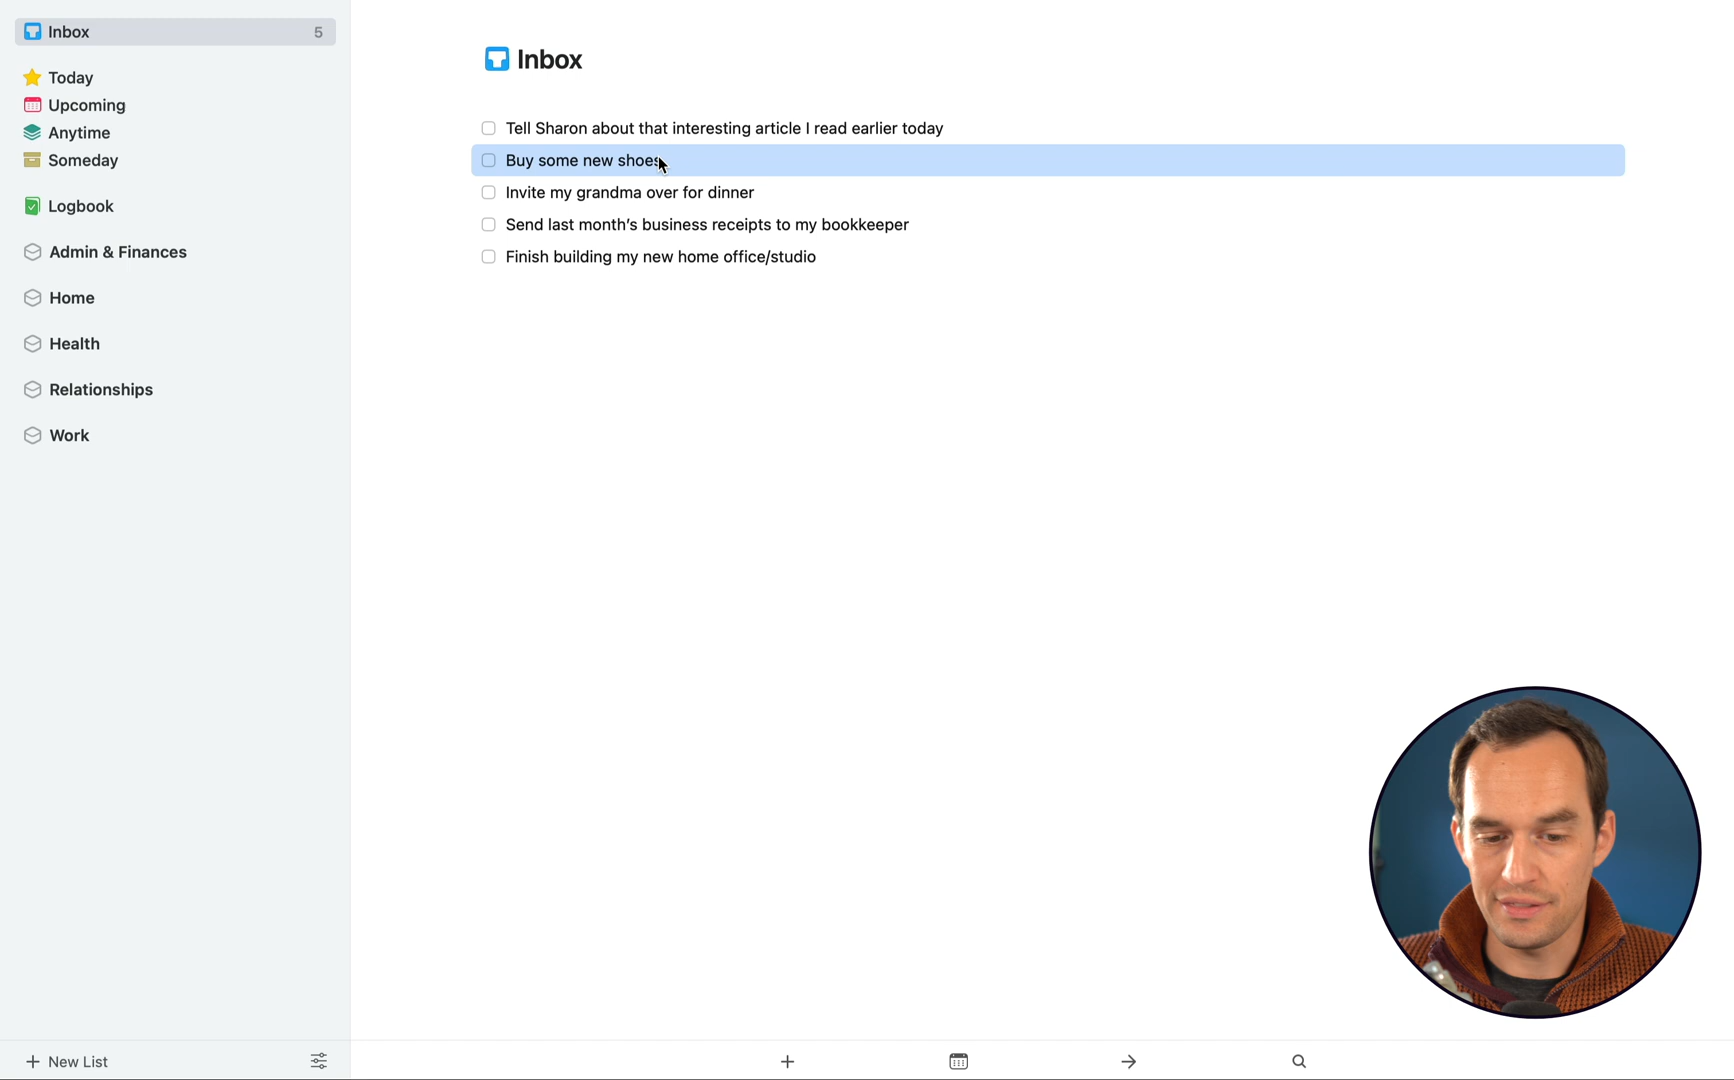 Inbox 5
Today
Upcoming
Anytime
Someday
Logbook
Admin & Finances
Home
Health
Relationships
Work
New List
Inbox
Tell Sharon about that interesting article I read earlier today
Buy some new shoes
Invite my grandma over for dinner
Send last month's business receipts to my bookkeeper
Finish building my new home office/studio